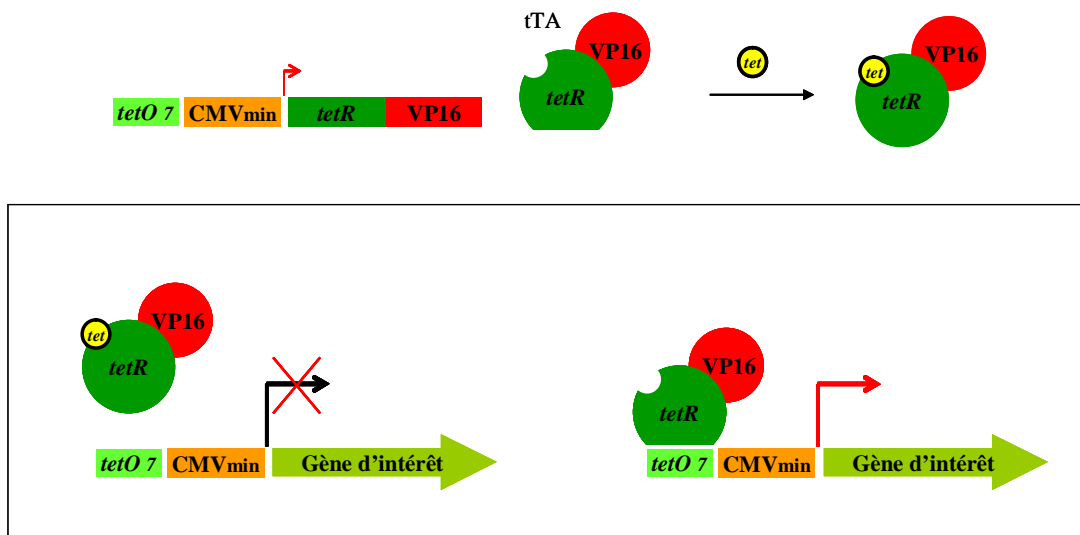 tTA
VP16
tetR
tet
VP16
tet
tetR
tetO 7 CMVmin tetR VP16
VP16
tet
tetR
tetO 7 CMVmin Gène d'intérêt
VP16
tetR
tetO 7 CMVmin Gène d'intérêt